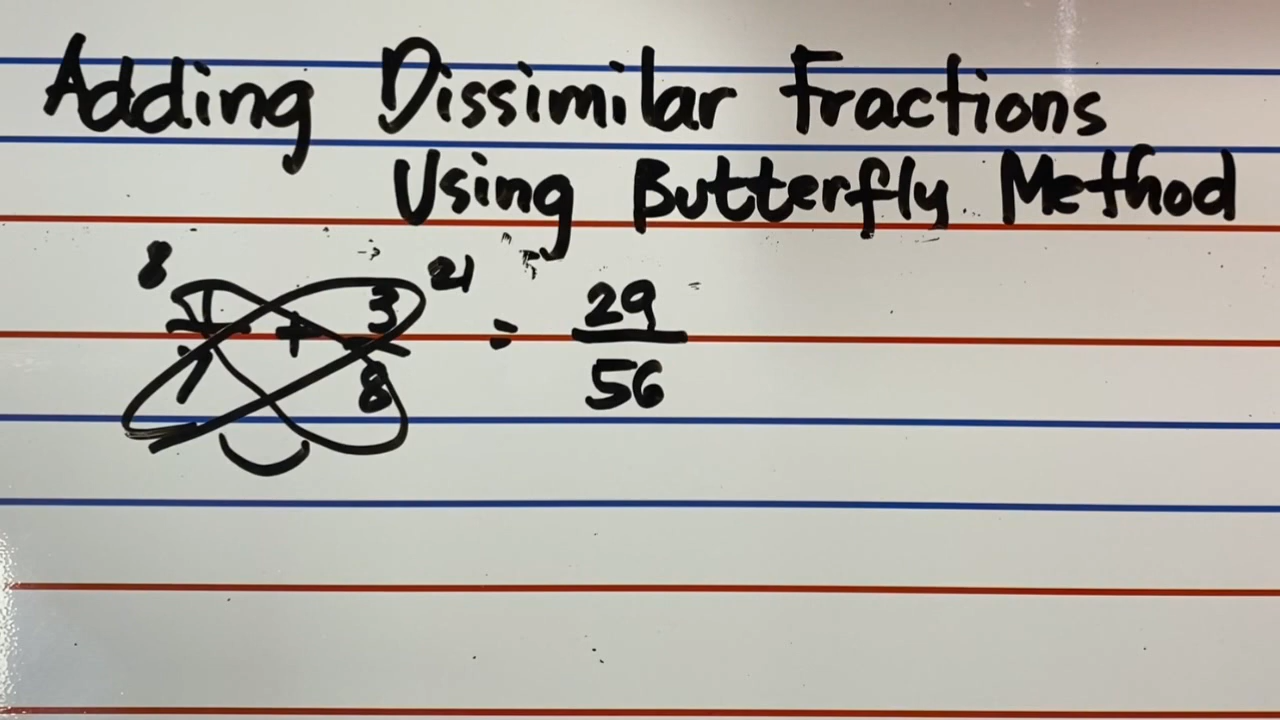 Adding Dissimilar Fractions
Using Butterfly Method
8 21
1/7 + 3/8 = 29/56